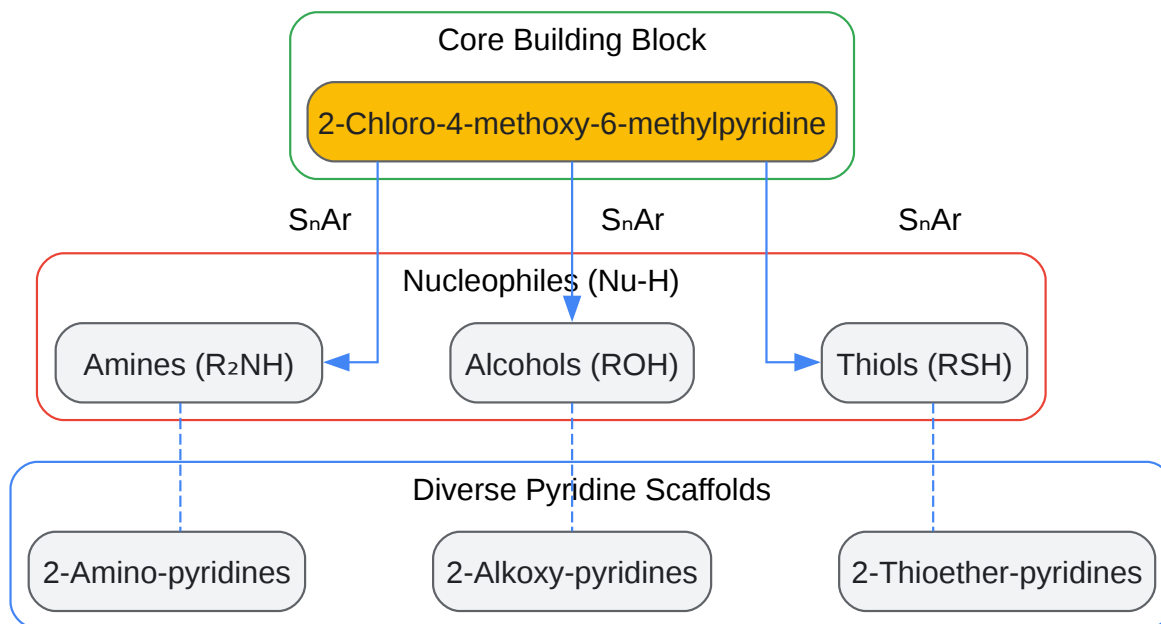 Core Building Block
2-Chloro-4-methoxy-6-methylpyridine
SₙAr SₙAr SₙAr
Nucleophiles (Nu-H)
Amines (R₂NH) Alcohols (ROH) Thiols (RSH)
Diverse Pyridine Scaffolds
2-Amino-pyridines 2-Alkoxy-pyridines 2-Thioether-pyridines